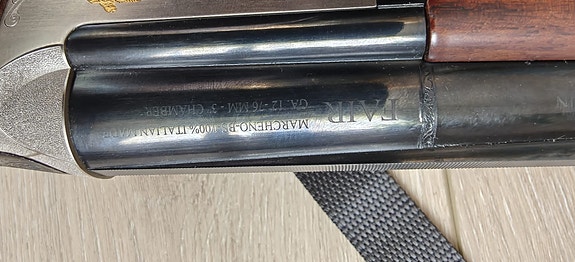 FAIR
MARCHENO-BS-100% ITALIAN MADE
GA. 12 - 76 MM - 3" CHAMBER